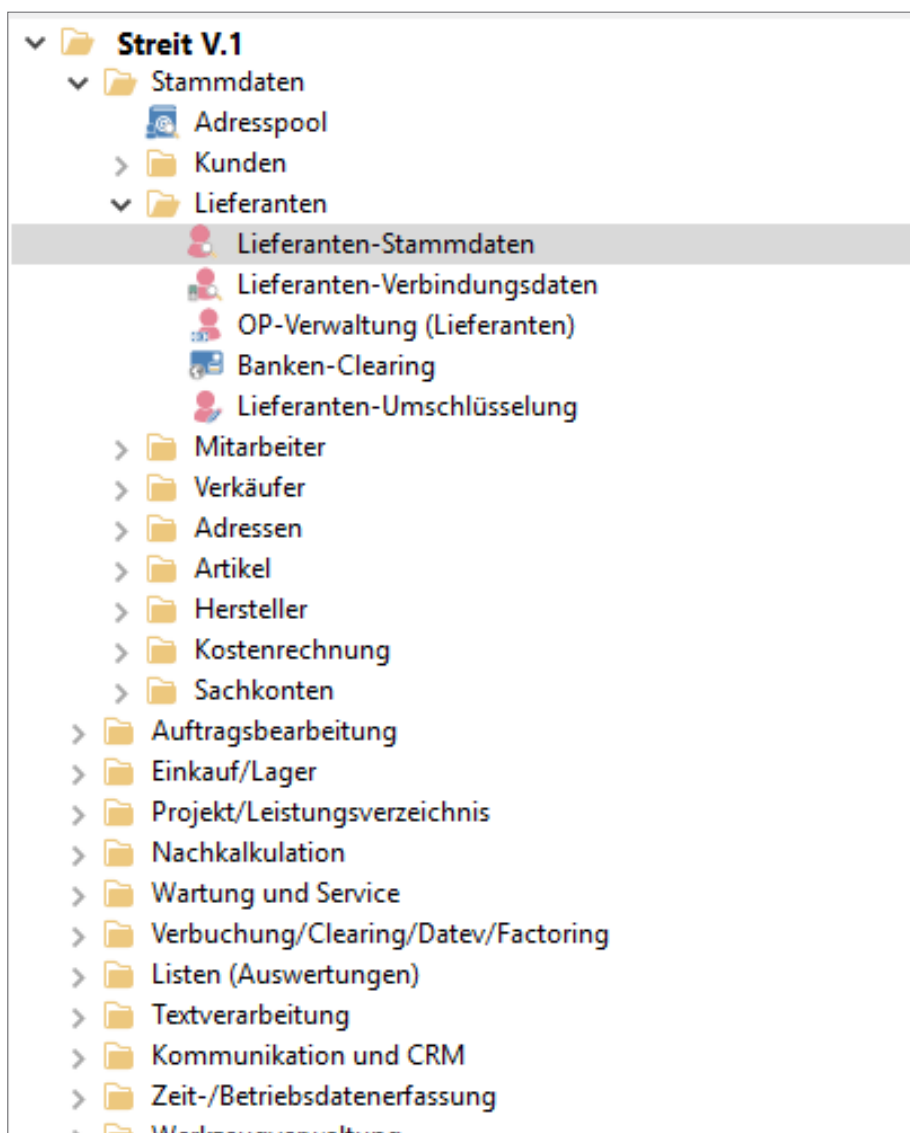 Streit V.1
Stammdaten
Adresspool
Kunden
Lieferanten
Lieferanten-Stammdaten
Lieferanten-Verbindungsdaten
OP-Verwaltung (Lieferanten)
Banken-Clearing
Lieferanten-Umschlüsselung
Mitarbeiter
Verkäufer
Adressen
Artikel
Hersteller
Kostenrechnung
Sachkonten
Auftragsbearbeitung
Einkauf/Lager
Projekt/Leistungsverzeichnis
Nachkalkulation
Wartung und Service
Verbuchung/Clearing/Datev/Factoring
Listen (Auswertungen)
Textverarbeitung
Kommunikation und CRM
Zeit-/Betriebsdatenerfassung